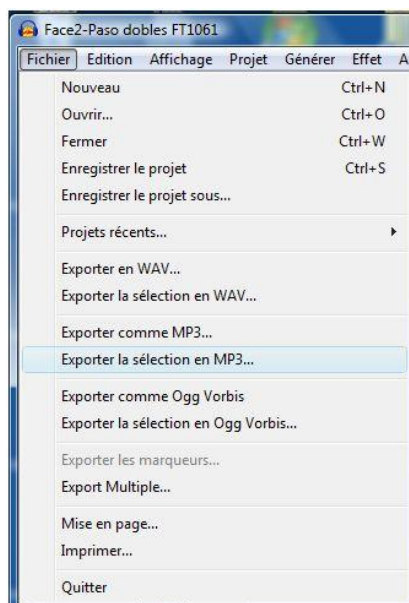 Face2-Paso dobles FT1061
Fichier Edition Affichage Projet Générer Effet A
Nouveau Ctrl+N
Ouvrir... Ctrl+O
Fermer Ctrl+W
Enregistrer le projet Ctrl+S
Enregistrer le projet sous...
Projets récents...
Exporter en WAV...
Exporter la sélection en WAV...
Exporter comme MP3...
Exporter la sélection en MP3...
Exporter comme Ogg Vorbis
Exporter la sélection en Ogg Vorbis...
Exporter les marqueurs...
Export Multiple...
Mise en page...
Imprimer...
Quitter